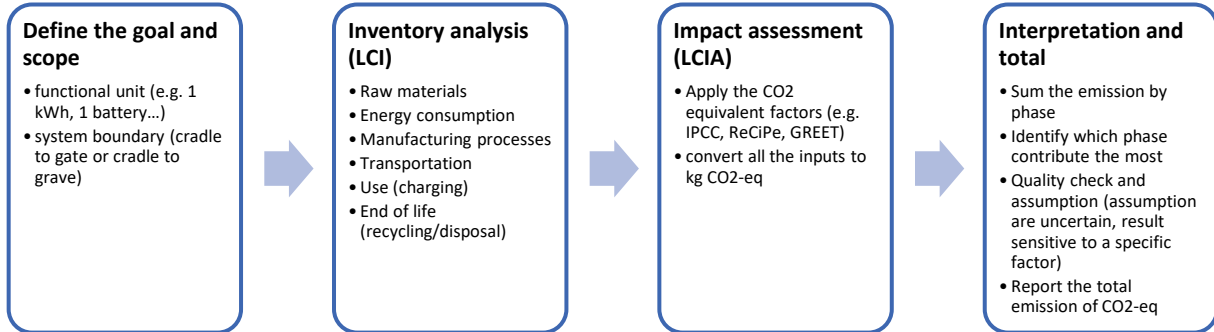 Define the goal and
scope
• functional unit (e.g. 1
kWh, 1 battery...)
• system boundary (cradle
to gate or cradle to
grave)
Inventory analysis
(LCI)
• Raw materials
• Energy consumption
• Manufacturing processes
• Transportation
• Use (charging)
• End of life
(recycling/disposal)
Impact assessment
(LCIA)
• Apply the CO2
equivalent factors (e.g.
IPCC, ReCiPe, GREET)
• convert all the inputs to
kg CO2-eq
Interpretation and
total
• Sum the emission by
phase
• Identify which phase
contribute the most
• Quality check and
assumption (assumption
are uncertain, result
sensitive to a specific
factor)
• Report the total
emission of CO2-eq